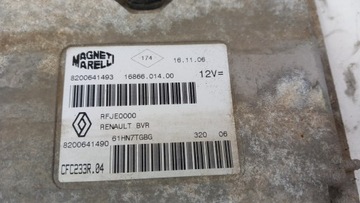 MAGNETI
MARELLI
174
16.11.06
8200641493
16866.014.00
12V=
RFJE0000
RENAULT BVR
61HN7TGBG
320 06
8200641490
CFC233R.04